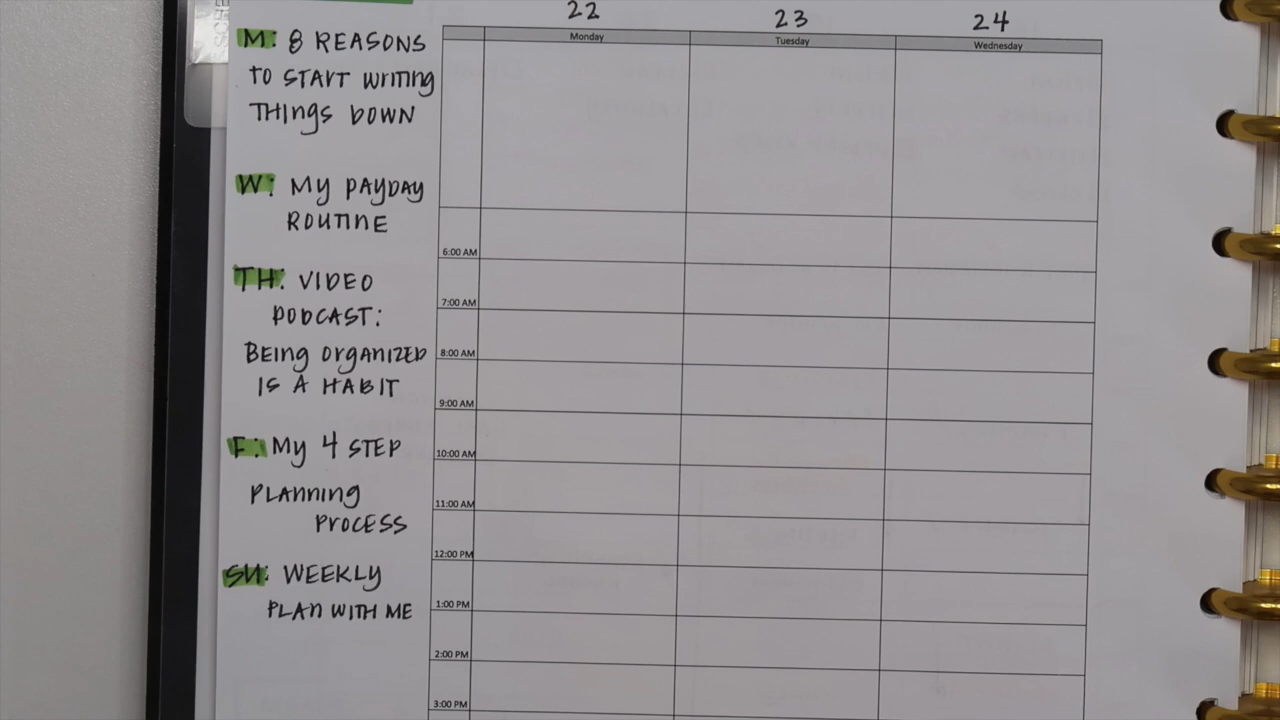 22 23 24
Monday Tuesday Wednesday
M: 8 REASONS
TO START WRITING
THINGS DOWN
W: MY PAYDAY
ROUTINE
TH: VIDEO
PODCAST:
BEING ORGANIZED
IS A HABIT
F: MY 4 STEP
PLANNING
PROCESS
SU: WEEKLY
PLAN WITH ME
6:00 AM
7:00 AM
8:00 AM
9:00 AM
10:00 AM
11:00 AM
12:00 PM
1:00 PM
2:00 PM
3:00 PM